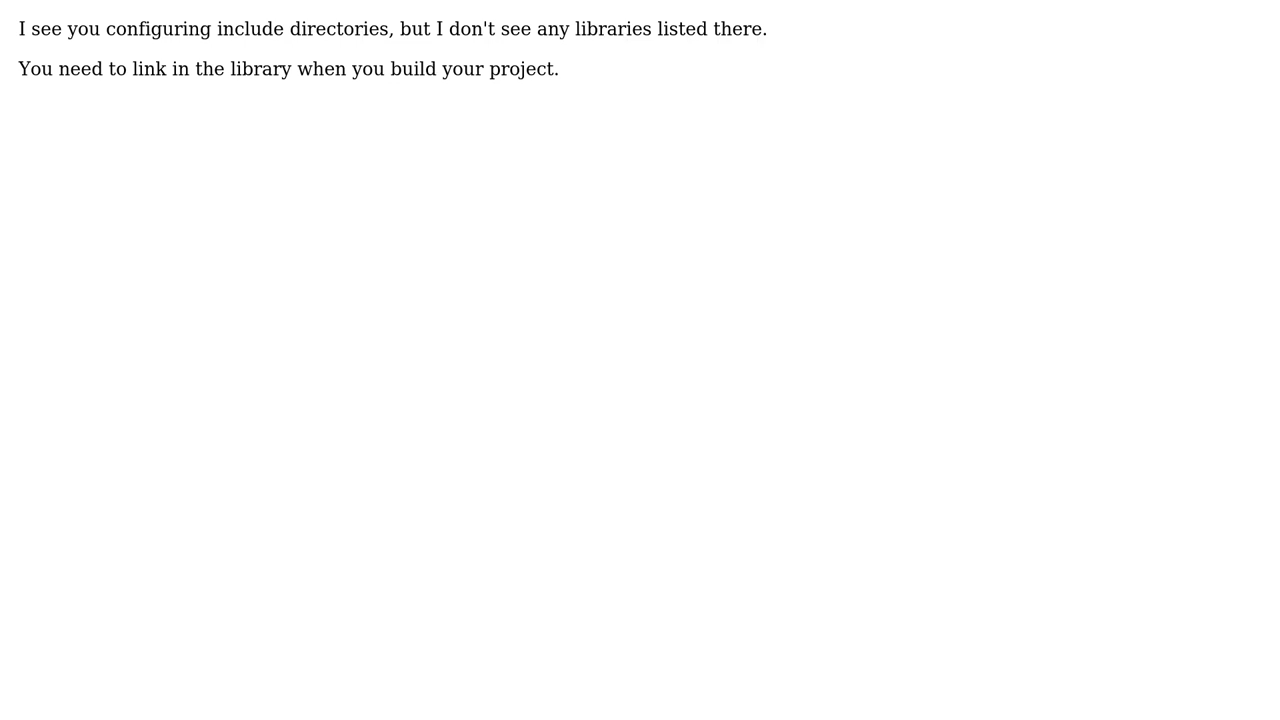 I see you configuring include directories, but I don't see any libraries listed there.
You need to link in the library when you build your project.